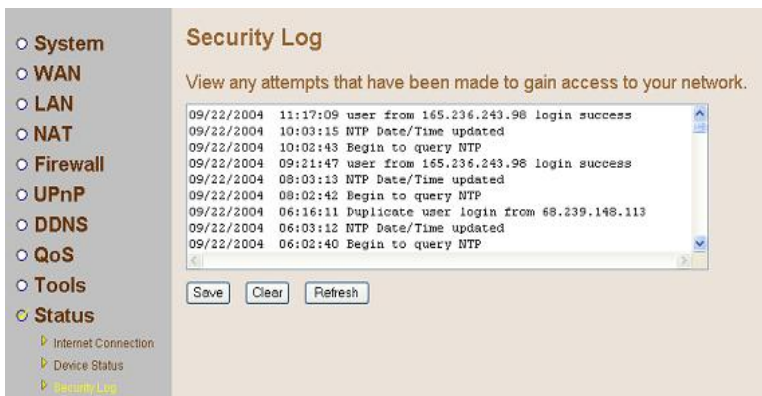 System
WAN
LAN
NAT
Firewall
UPnP
DDNS
QoS
Tools
Status
Internet Connection
Device Status
Security Log
Security Log
View any attempts that have been made to gain access to your network.
09/22/2004 11:17:09 user from 165.236.243.98 login success
09/22/2004 10:03:15 NTP Date/Time updated
09/22/2004 10:02:43 Begin to query NTP
09/22/2004 09:21:47 user from 165.236.243.98 login success
09/22/2004 08:03:13 NTP Date/Time updated
09/22/2004 08:02:42 Begin to query NTP
09/22/2004 06:16:11 Duplicate user login from 68.239.148.113
09/22/2004 06:03:12 NTP Date/Time updated
09/22/2004 06:02:40 Begin to query NTP
Save Clear Refresh